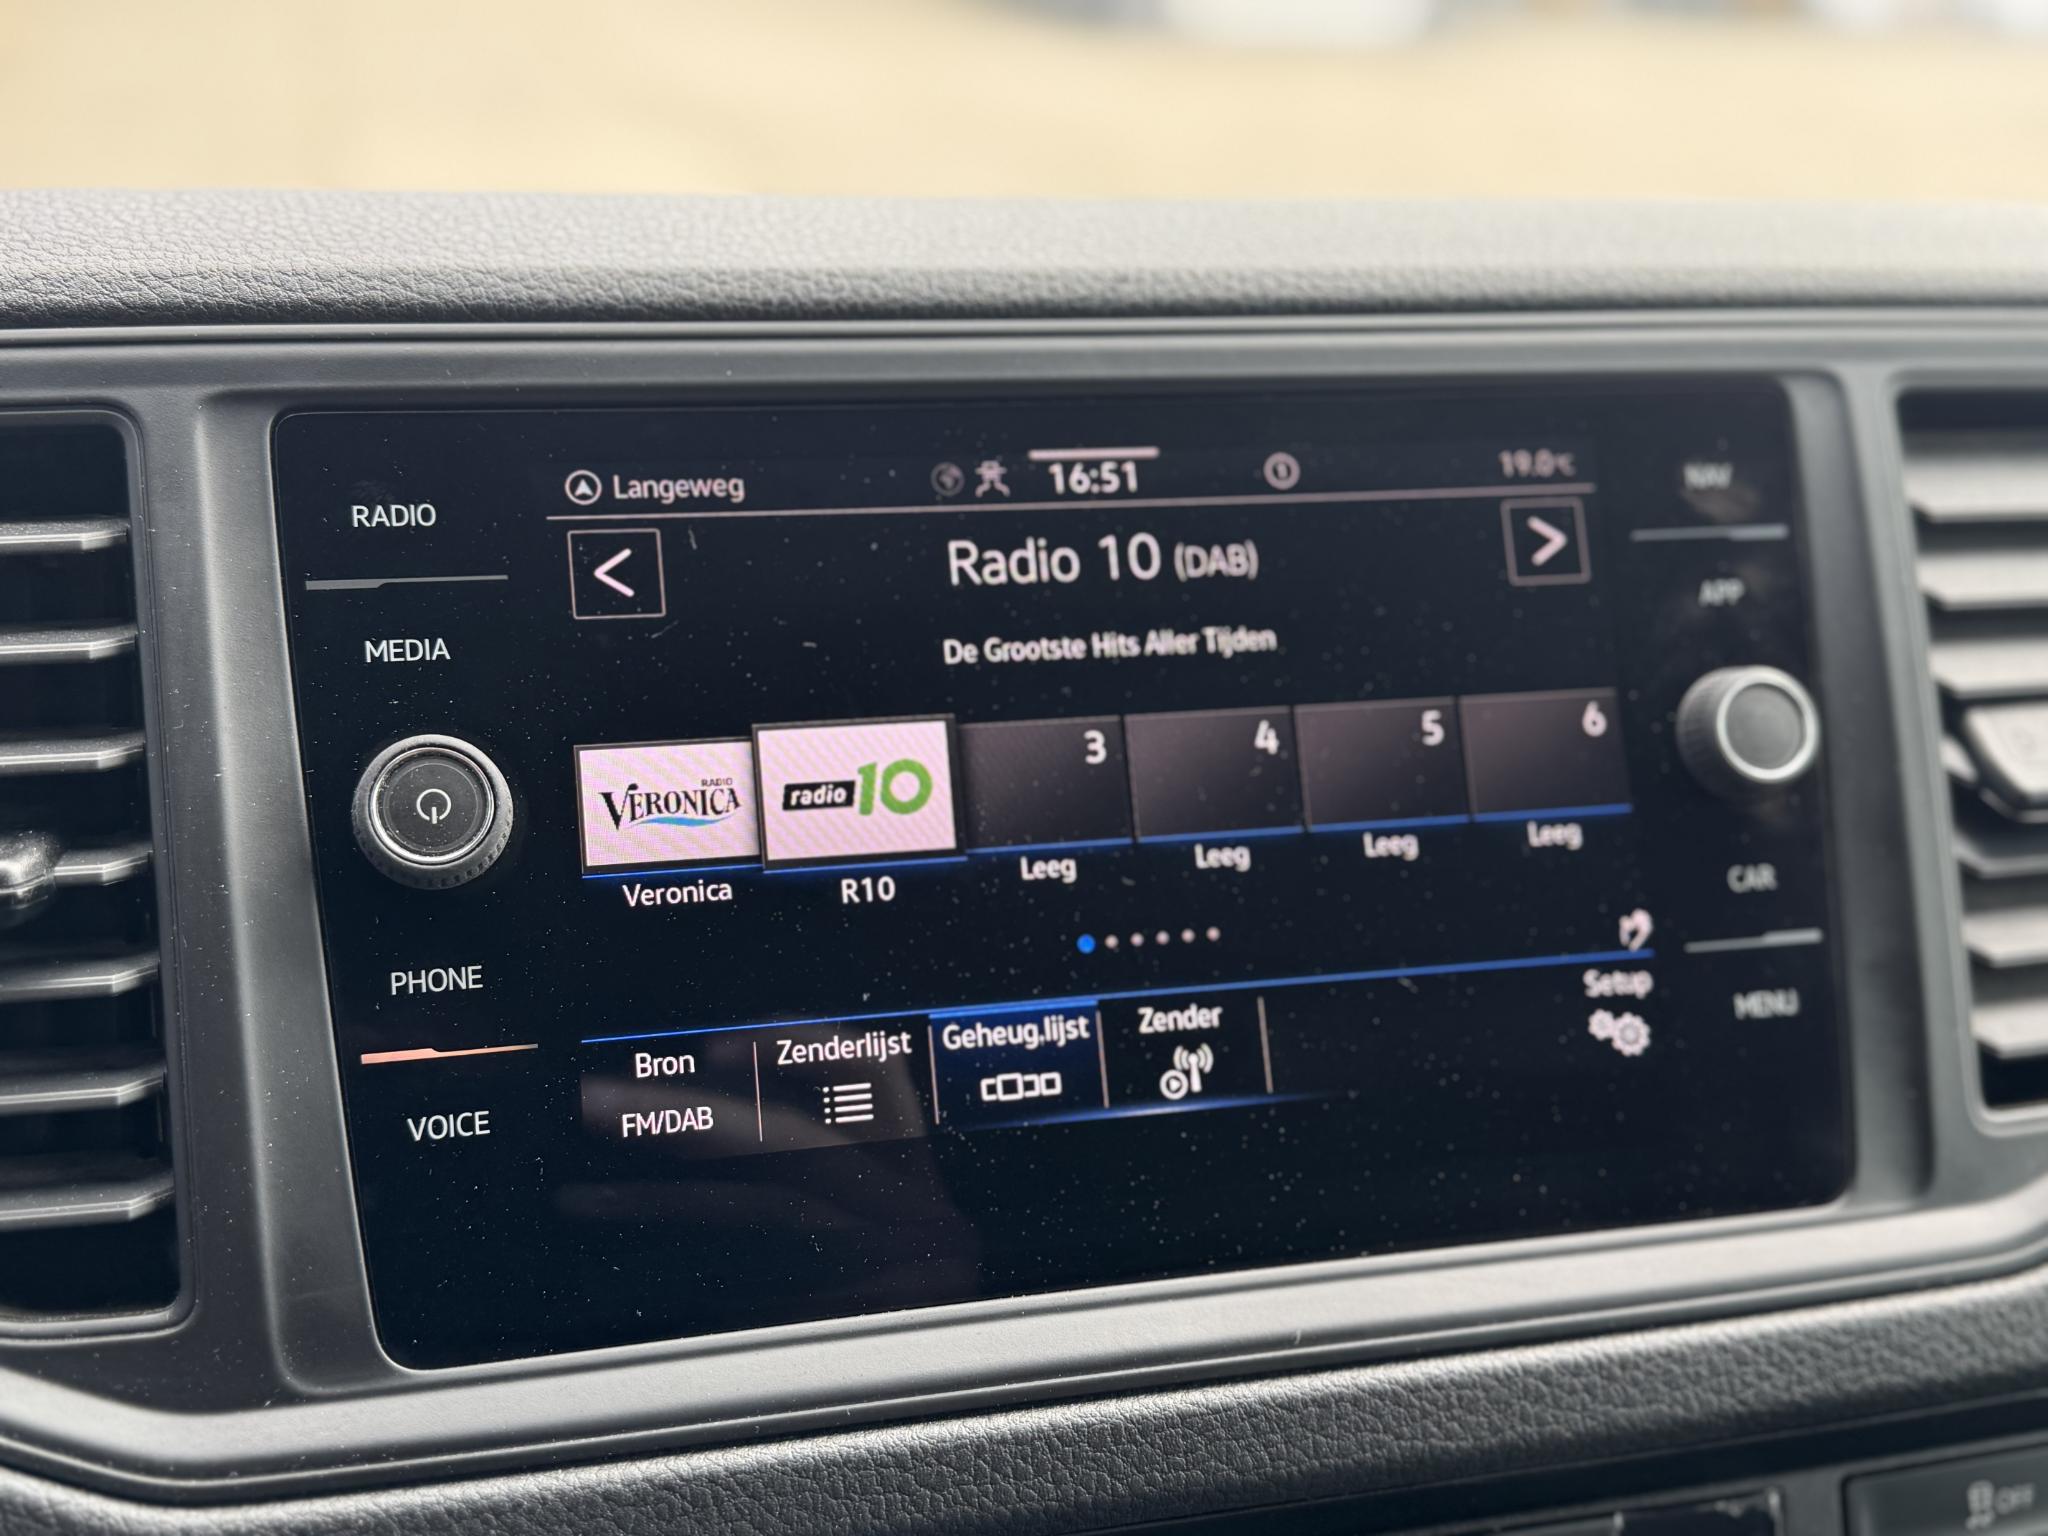 Langeweg
16:51
19.0°C
RADIO
NAV
Radio 10 (DAB)
APP
De Grootste Hits Aller Tijden
MEDIA
RADIO
VERONICA
radio 10
3
4
5
6
Veronica
R10
Leeg
Leeg
Leeg
Leeg
CAR
PHONE
Setup
MENU
Bron
FM/DAB
Zenderlijst
Geheug.lijst
Zender
VOICE
OFF